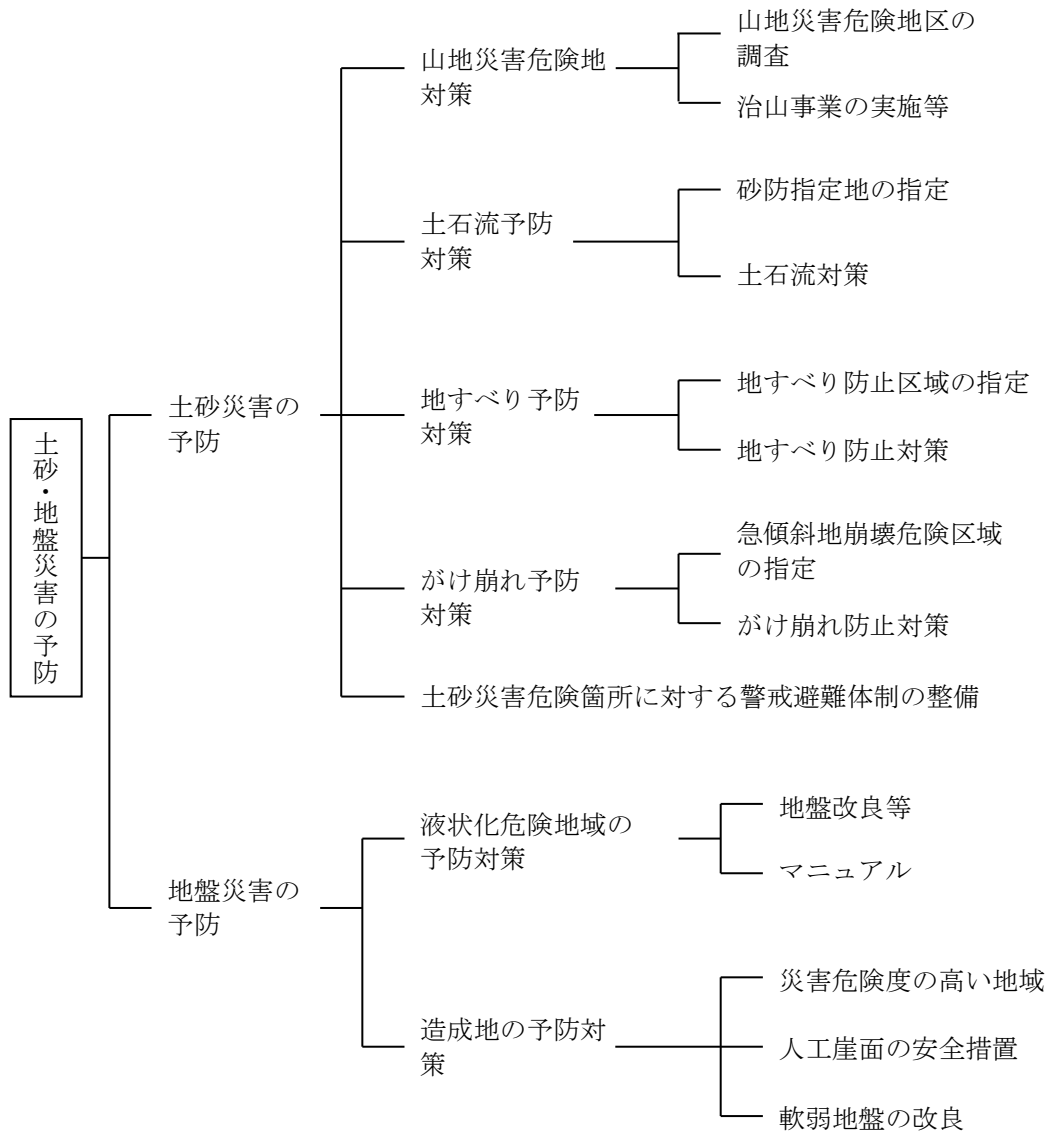 土砂・地盤災害の予防
土砂災害の
予防
山地災害危険地
対策
山地災害危険地区の
調査
治山事業の実施等
土石流予防
対策
砂防指定地の指定
土石流対策
地すべり予防
対策
地すべり防止区域の指定
地すべり防止対策
がけ崩れ予防
対策
急傾斜地崩壊危険区域
の指定
がけ崩れ防止対策
土砂災害危険箇所に対する警戒避難体制の整備
地盤災害の
予防
液状化危険地域の
予防対策
地盤改良等
マニュアル
造成地の予防対
策
災害危険度の高い地域
人工崖面の安全措置
軟弱地盤の改良